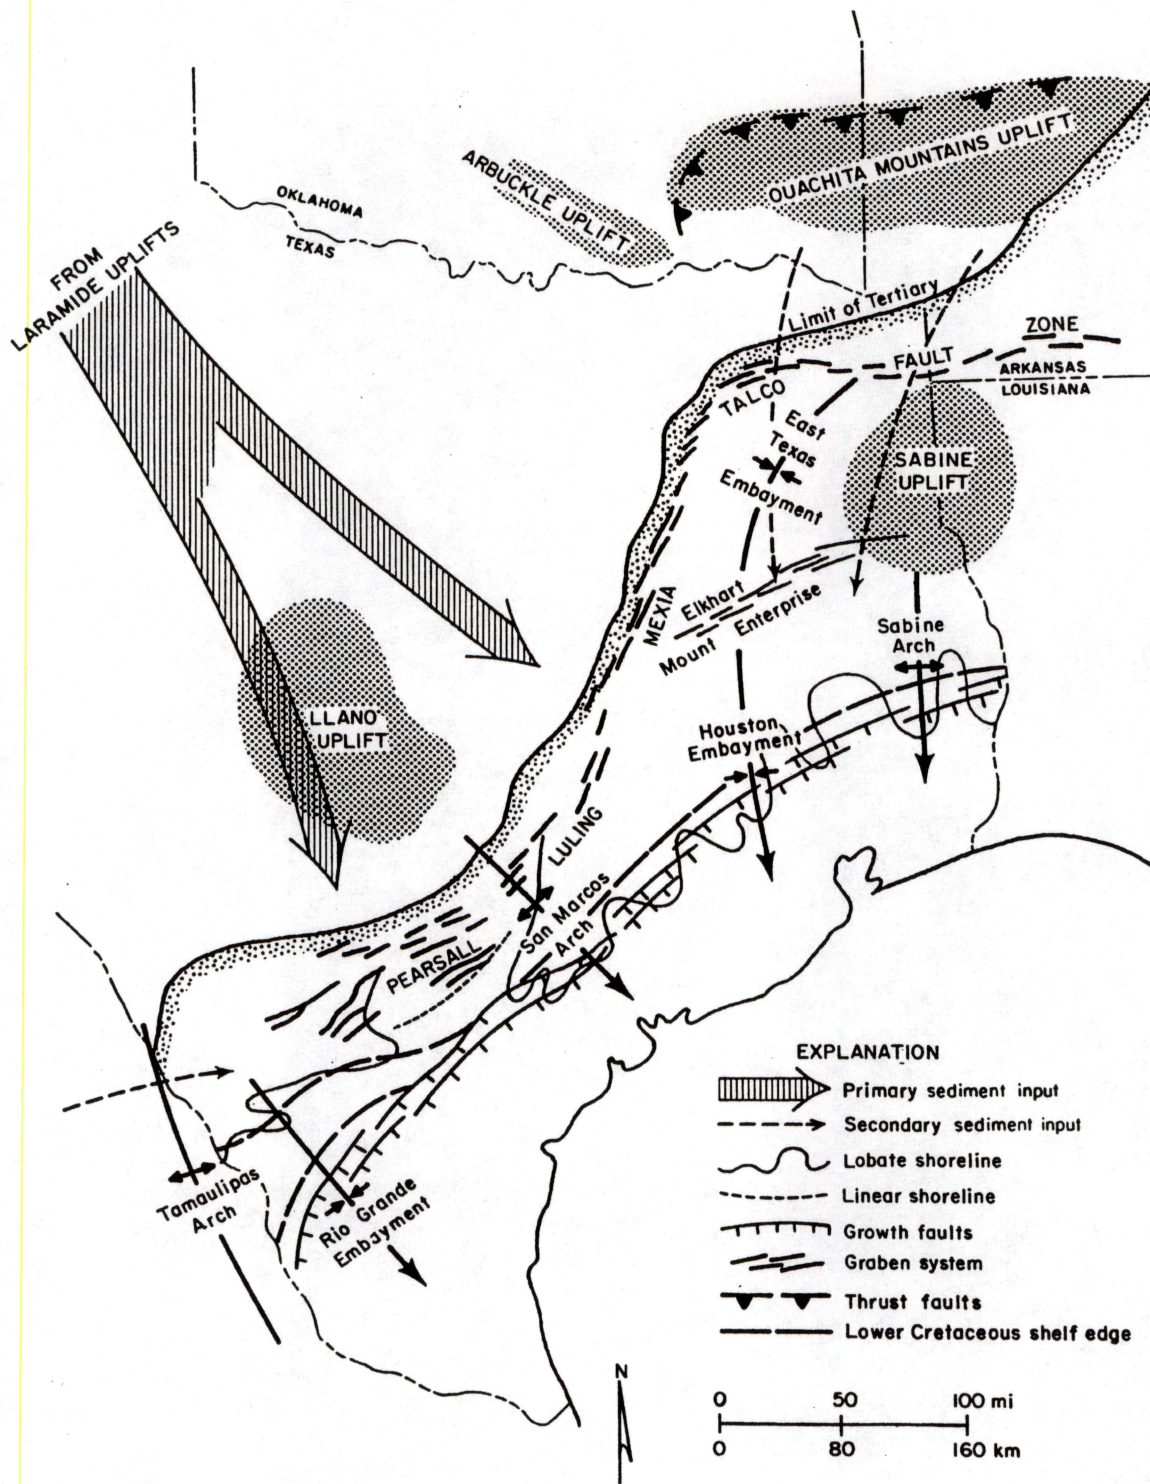 OUACHITA MOUNTAINS UPLIFT
ARBUCKLE UPLIFT
OKLAHOMA
TEXAS
FROM
LARAMIDE UPLIFTS
Limit of Tertiary
ZONE
FAULT
TALCO
ARKANSAS
LOUISIANA
East
Texas
Embayment
SABINE
UPLIFT
MEXIA
Elkhart
Mount Enterprise
Sabine
Arch
LLANO
UPLIFT
Houston
Embayment
LULING
San Marcos
Arch
PEARSALL
Tamaulipas
Arch
Rio Grande
Embayment
EXPLANATION
Primary sediment input
Secondary sediment input
Lobate shoreline
Linear shoreline
Growth faults
Graben system
Thrust faults
Lower Cretaceous shelf edge
N
0 50 100 mi
0 80 160 km